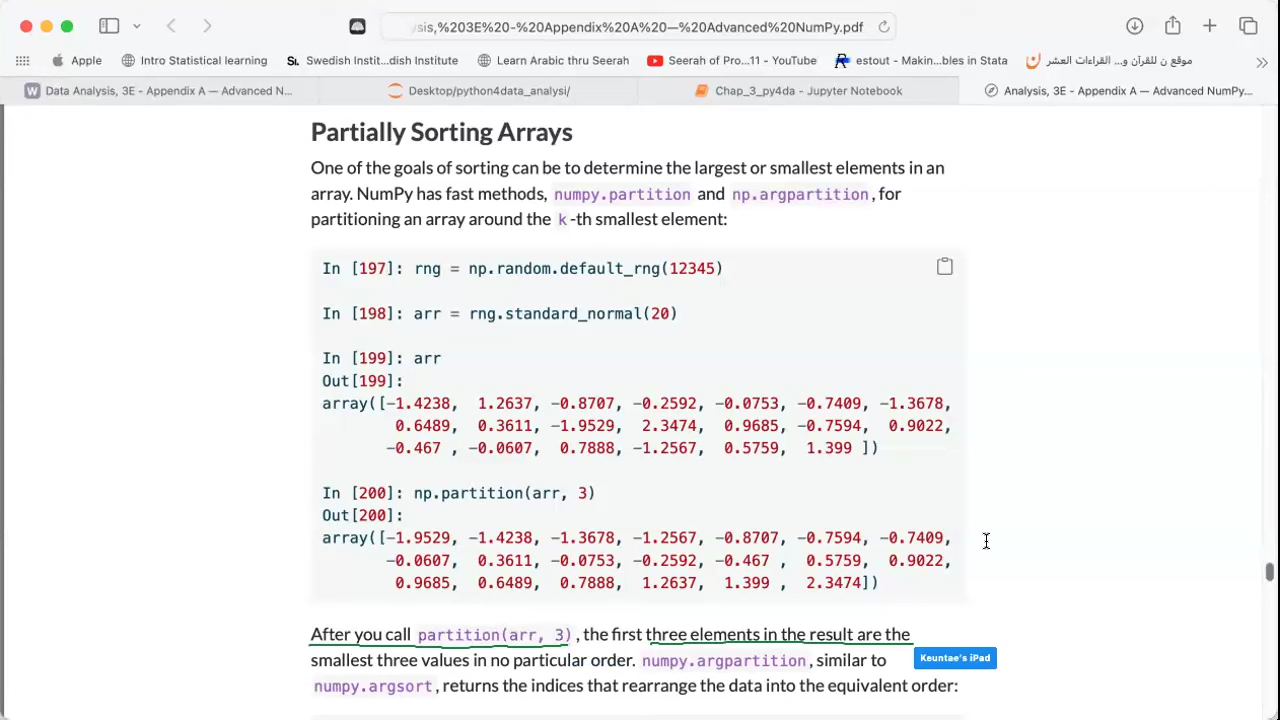 sis,%203E%20-%20Appendix%20A%20—%20Advanced%20NumPy.pdf
Apple
Intro Statistical learning
Swedish Instit...dish Institute
Learn Arabic thru Seerah
Seerah of Pro...11 - YouTube
estout - Makin...bles in Stata
موقع ن للقرآن و... القراءات العشر
Data Analysis, 3E - Appendix A — Advanced N...
Desktop/python4data_analysi/
Chap_3_py4da - Jupyter Notebook
Analysis, 3E - Appendix A — Advanced NumPy...
Partially Sorting Arrays
One of the goals of sorting can be to determine the largest or smallest elements in an
array. NumPy has fast methods, numpy.partition and np.argpartition, for
partitioning an array around the k -th smallest element:
In [197]: rng = np.random.default_rng(12345)
In [198]: arr = rng.standard_normal(20)
In [199]: arr
Out[199]:
array([-1.4238, 1.2637, -0.8707, -0.2592, -0.0753, -0.7409, -1.3678,
0.6489, 0.3611, -1.9529, 2.3474, 0.9685, -0.7594, 0.9022,
-0.467 , -0.0607, 0.7888, -1.2567, 0.5759, 1.399 ])
In [200]: np.partition(arr, 3)
Out[200]:
array([-1.9529, -1.4238, -1.3678, -1.2567, -0.8707, -0.7594, -0.7409,
-0.0607, 0.3611, -0.0753, -0.2592, -0.467 , 0.5759, 0.9022,
0.9685, 0.6489, 0.7888, 1.2637, 1.399 , 2.3474])
After you call partition(arr, 3), the first three elements in the result are the
smallest three values in no particular order. numpy.argpartition, similar to
Keuntae's iPad
numpy.argsort, returns the indices that rearrange the data into the equivalent order: